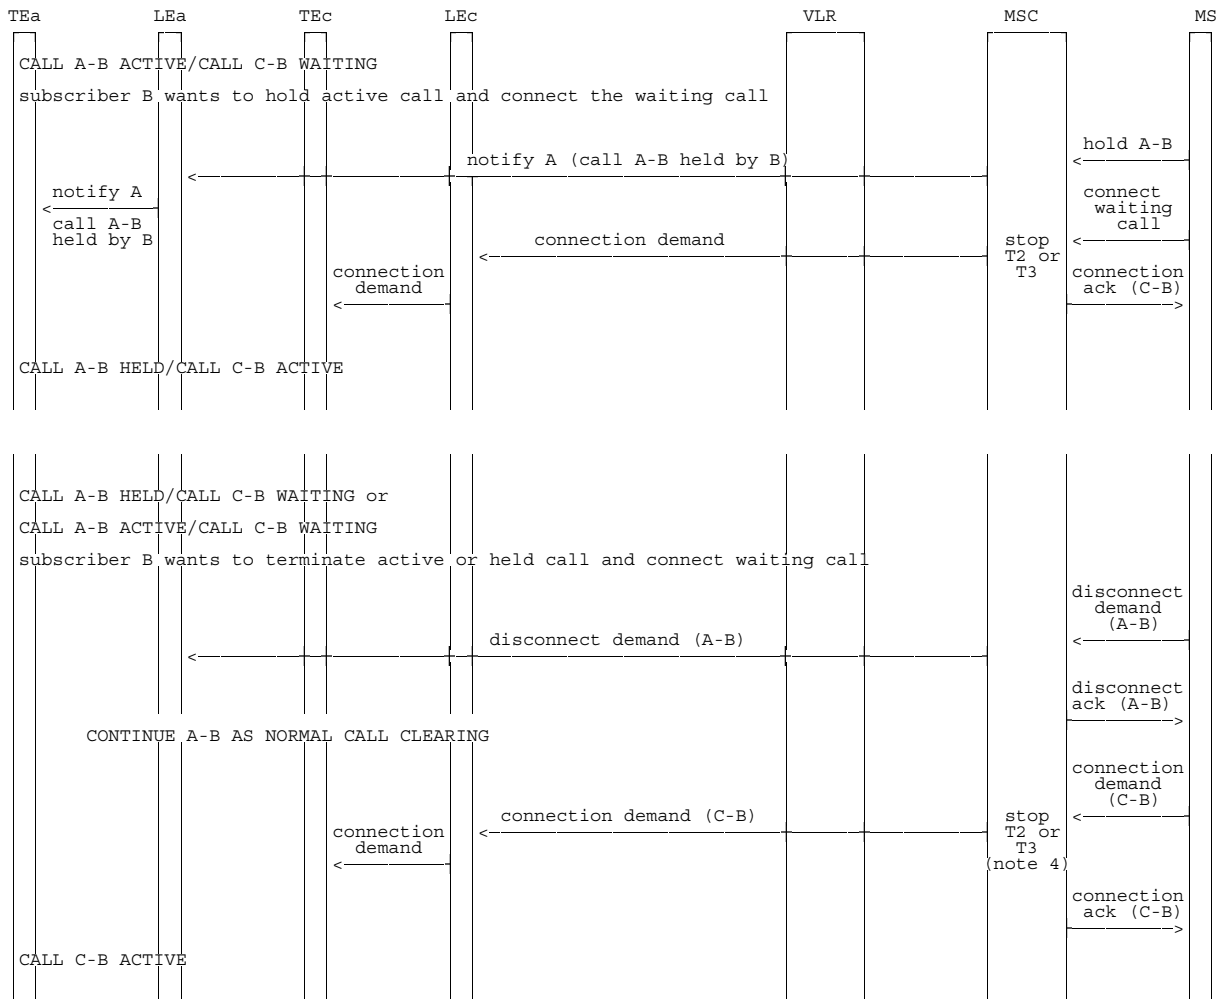 TEa LEa TEc LEc VLR MSC MS
CALL A-B ACTIVE/CALL C-B WAITING
subscriber B wants to hold active call and connect the waiting call
hold A-B
notify A (call A-B held by B)
notify A
call A-B
held by B
connect
waiting
call
connection demand
stop
T2 or
T3
connection
demand
connection
ack (C-B)
CALL A-B HELD/CALL C-B ACTIVE
CALL A-B HELD/CALL C-B WAITING or
CALL A-B ACTIVE/CALL C-B WAITING
subscriber B wants to terminate active or held call and connect waiting call
disconnect
demand
(A-B)
disconnect demand (A-B)
disconnect
ack (A-B)
CONTINUE A-B AS NORMAL CALL CLEARING
connection
demand
(C-B)
connection demand (C-B)
stop
T2 or
T3
(note 4)
connection
demand
connection
ack (C-B)
CALL C-B ACTIVE